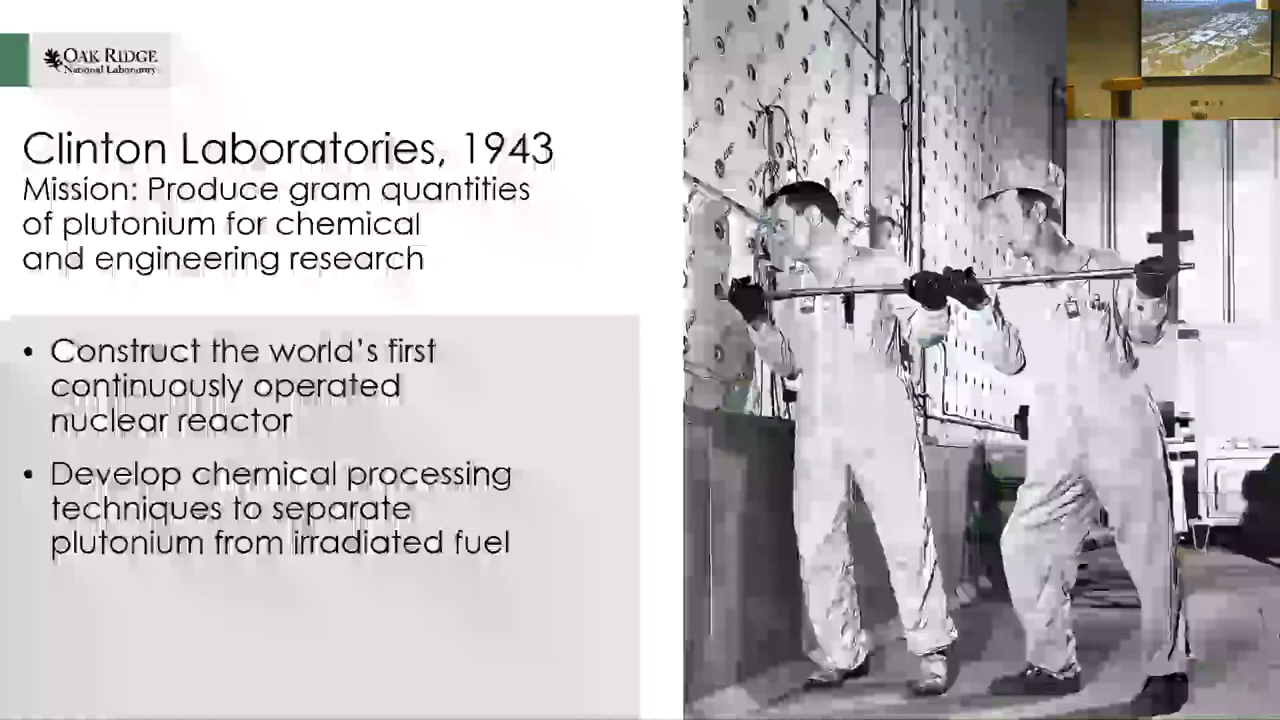 OAK RIDGE
National Laboratory
Clinton Laboratories, 1943
Mission: Produce gram quantities
of plutonium for chemical
and engineering research
• Construct the world's first
continuously operated
nuclear reactor
• Develop chemical processing
techniques to separate
plutonium from irradiated fuel